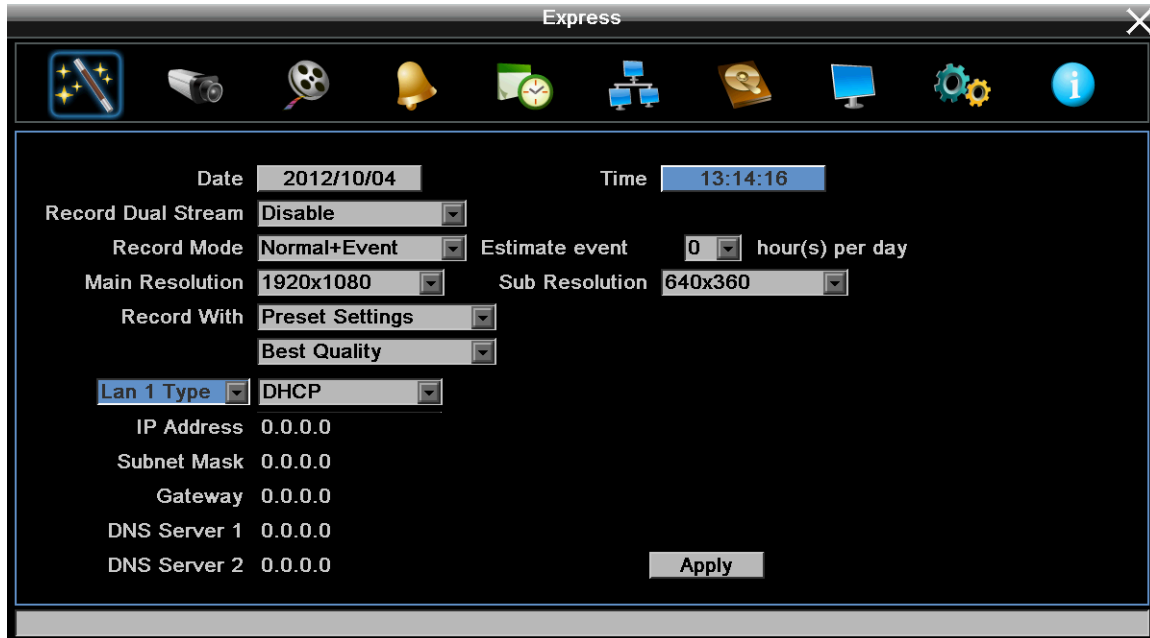 Express
Date 2012/10/04 Time 13:14:16
Record Dual Stream Disable
Record Mode Normal+Event Estimate event 0 hour(s) per day
Main Resolution 1920x1080 Sub Resolution 640x360
Record With Preset Settings
Best Quality
Lan 1 Type DHCP
IP Address 0.0.0.0
Subnet Mask 0.0.0.0
Gateway 0.0.0.0
DNS Server 1 0.0.0.0
DNS Server 2 0.0.0.0 Apply